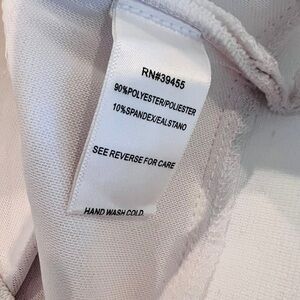 RN#39455
90%POLYESTER/POLIESTER
10%SPANDEX/EALSTANO
SEE REVERSE FOR CARE
HAND WASH COLD